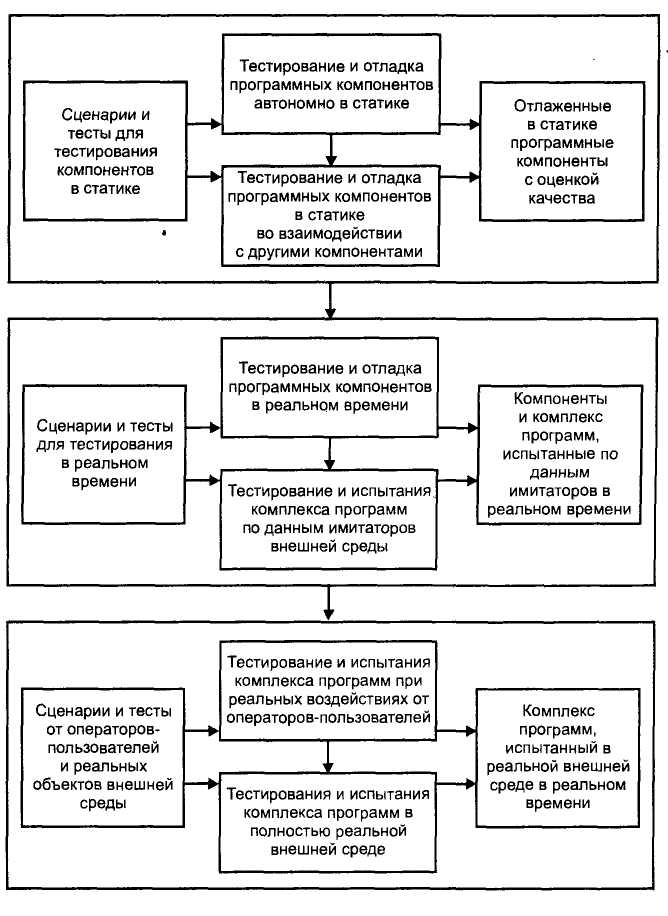 Тестирование и отладка
программных компонентов
автономно в статике
Сценарии и
тесты для
тестирования
компонентов
в статике
Отлаженные
в статике
программные
компоненты
с оценкой
качества
Тестирование и отладка
программных компонентов
в статике
во взаимодействии
с другими компонентами
Тестирование и отладка
программных компонентов
в реальном времени
Сценарии и тесты
для тестирования
в реальном
времени
Компоненты
и комплекс
программ,
испытанные по
данным
имитаторов в
реальном времени
Тестирование и испытания
комплекса программ
по данным имитаторов
внешней среды
Тестирование и испытания
комплекса программ при
реальных воздействиях от
операторов-пользователей
Сценарии и тесты
от операторов-
пользователей
и реальных
объектов внешней
среды
Комплекс
программ,
испытанный в
реальной внешней
среде в реальном
времени
Тестирования и испытания
комплекса программ в
полностью реальной
внешней среде